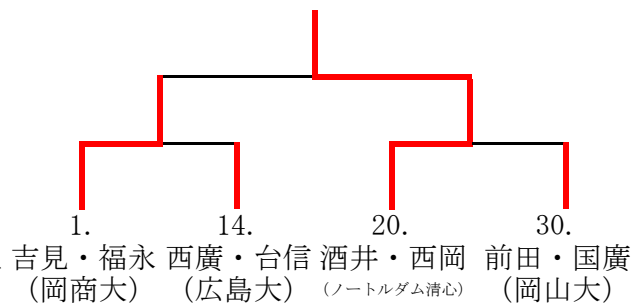 1. 14. 20. 30.
吉見・福永 西廣・台信 酒井・西岡 前田・国廣
(岡商大) (広島大) (ノートルダム清心) (岡山大)